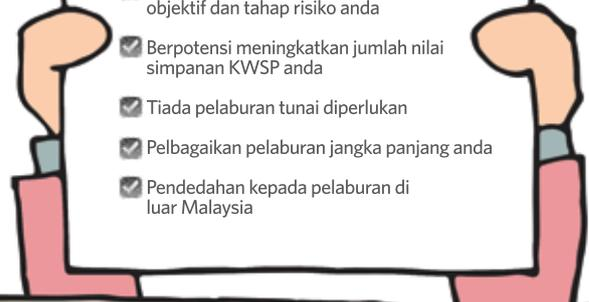 objektif dan tahap risiko anda
Berpotensi meningkatkan jumlah nilai
simpanan KWSP anda
Tiada pelaburan tunai diperlukan
Pelbagaikan pelaburan jangka panjang anda
Pendedahan kepada pelaburan di
luar Malaysia